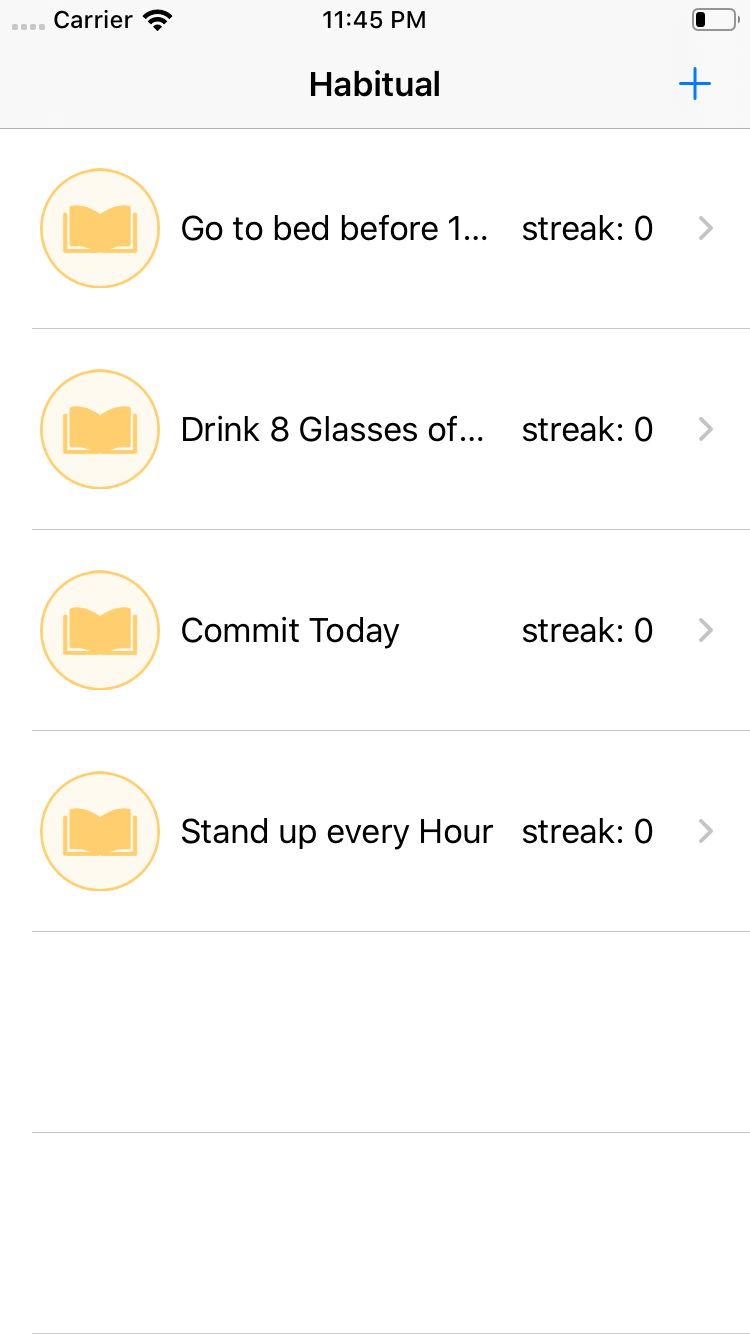 Carrier 11:45 PM
Habitual
Go to bed before 1... streak: 0
Drink 8 Glasses of... streak: 0
Commit Today streak: 0
Stand up every Hour streak: 0